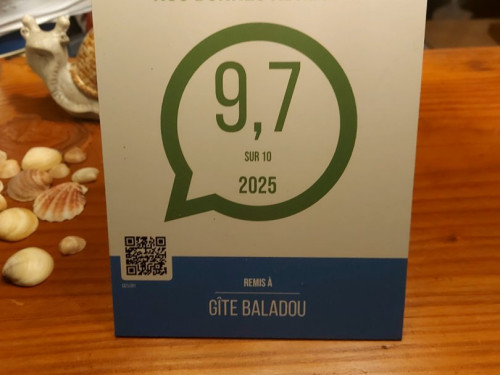 9,7
SUR 10
2025
REMIS À
GÎTE BALADOU